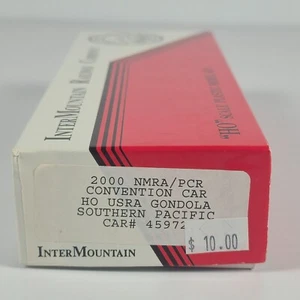 INTERMOUNTAIN RAILWAY COMPANY
"HO" SCALE PLASTIC MODEL KIT
2000 NMRA/PCR
CONVENTION CAR
HO USRA GONDOLA
SOUTHERN PACIFIC
CAR# 45972
$ 10.00
INTERMOUNTAIN